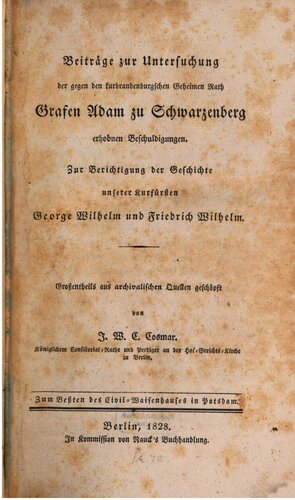 Beiträge zur Untersuchung
der gegen den kurbrandenburgschen Geheimen Rath
Grafen Adam zu Schwarzenberg
erhobnen Beschuldigungen.
Zur Berichtigung der Geschichte
unserer Kurfürsten
George Wilhelm und Friedrich Wilhelm.
Großentheils aus archivalischen Quellen geschöpft
von
J. W. C. Cosmar.
Königlichem Consistorial-Rathe und Prediger an der Hof-Gerichts-Kirche
zu Berlin.
Zum Beßten des Civil-Waisenhauses in Potsdam.
Berlin, 1828.
In Kommission von Nauck's Buchhandlung.